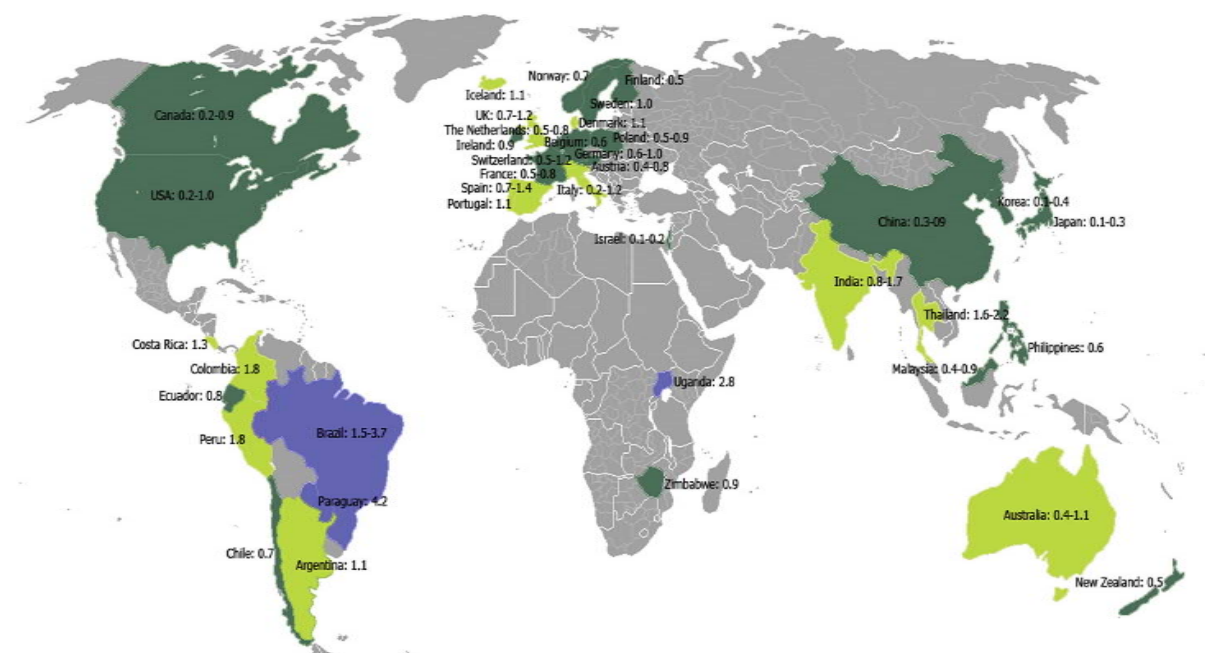 Norway: 0.7
Finland: 0.5
Iceland: 1.1
Sweden: 1.0
Canada: 0.2-0.9
UK: 0.7-1.2
Denmark: 1.1
The Netherlands: 0.5-0.8
Poland: 0.5-0.9
Ireland: 0.9
Belgium: 0.6
Germany: 0.6-1.0
Switzerland: 0.5-1.2
Austria: 0.4-0.8
France: 0.5-0.8
Spain: 0.7-1.4
Italy: 0.2-1.2
USA: 0.2-1.0
Portugal: 1.1
Korea: 0.1-0.4
China: 0.3-09
Japan: 0.1-0.3
Israel: 0.1-0.2
India: 0.8-1.7
Thailand: 1.6-2.2
Costa Rica: 1.3
Philippines: 0.6
Colombia: 1.8
Malaysia: 0.4-0.9
Uganda: 2.8
Ecuador: 0.8
Brazil: 1.5-3.7
Peru: 1.8
Zimbabwe: 0.9
Paraguay: 4.2
Australia: 0.4-1.1
Chile: 0.7
Argentina: 1.1
New Zealand: 0.5